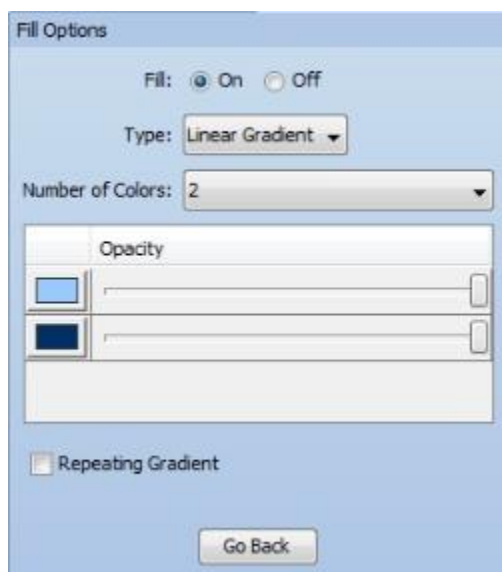 Fill Options
Fill: On Off
Type: Linear Gradient
Number of Colors: 2
Opacity
Repeating Gradient
Go Back